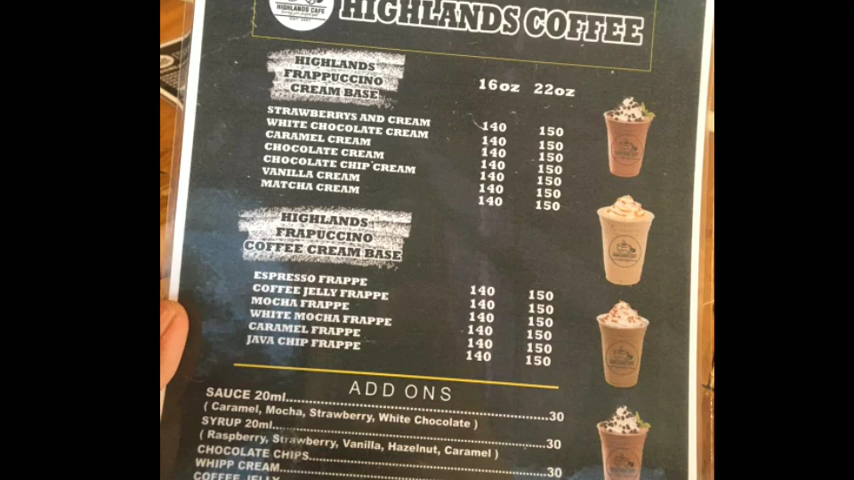 HIGHLANDS CAFE
HIGHLANDS COFFEE
HIGHLANDS
FRAPPUCCINO
CREAM BASE
16oz 22oz
STRAWBERRYS AND CREAM 140 150
WHITE CHOCOLATE CREAM 140 150
CARAMEL CREAM 140 150
CHOCOLATE CREAM 140 150
CHOCOLATE CHIP CREAM 140 150
VANILLA CREAM 140 150
MATCHA CREAM 140 150
HIGHLANDS
FRAPUCCINO
COFFEE CREAM BASE
ESPRESSO FRAPPE 140 150
COFFEE JELLY FRAPPE 140 150
MOCHA FRAPPE 140 150
WHITE MOCHA FRAPPE 140 150
CARAMEL FRAPPE 140 150
JAVA CHIP FRAPPE 140 150
ADD ONS
SAUCE 20ml............30
( Caramel, Mocha, Strawberry, White Chocolate )
SYRUP 20ml............30
( Raspberry, Strawberry, Vanilla, Hazelnut, Caramel )
CHOCOLATE CHIPS............30
WHIPP CREAM
COFFEE JELLY